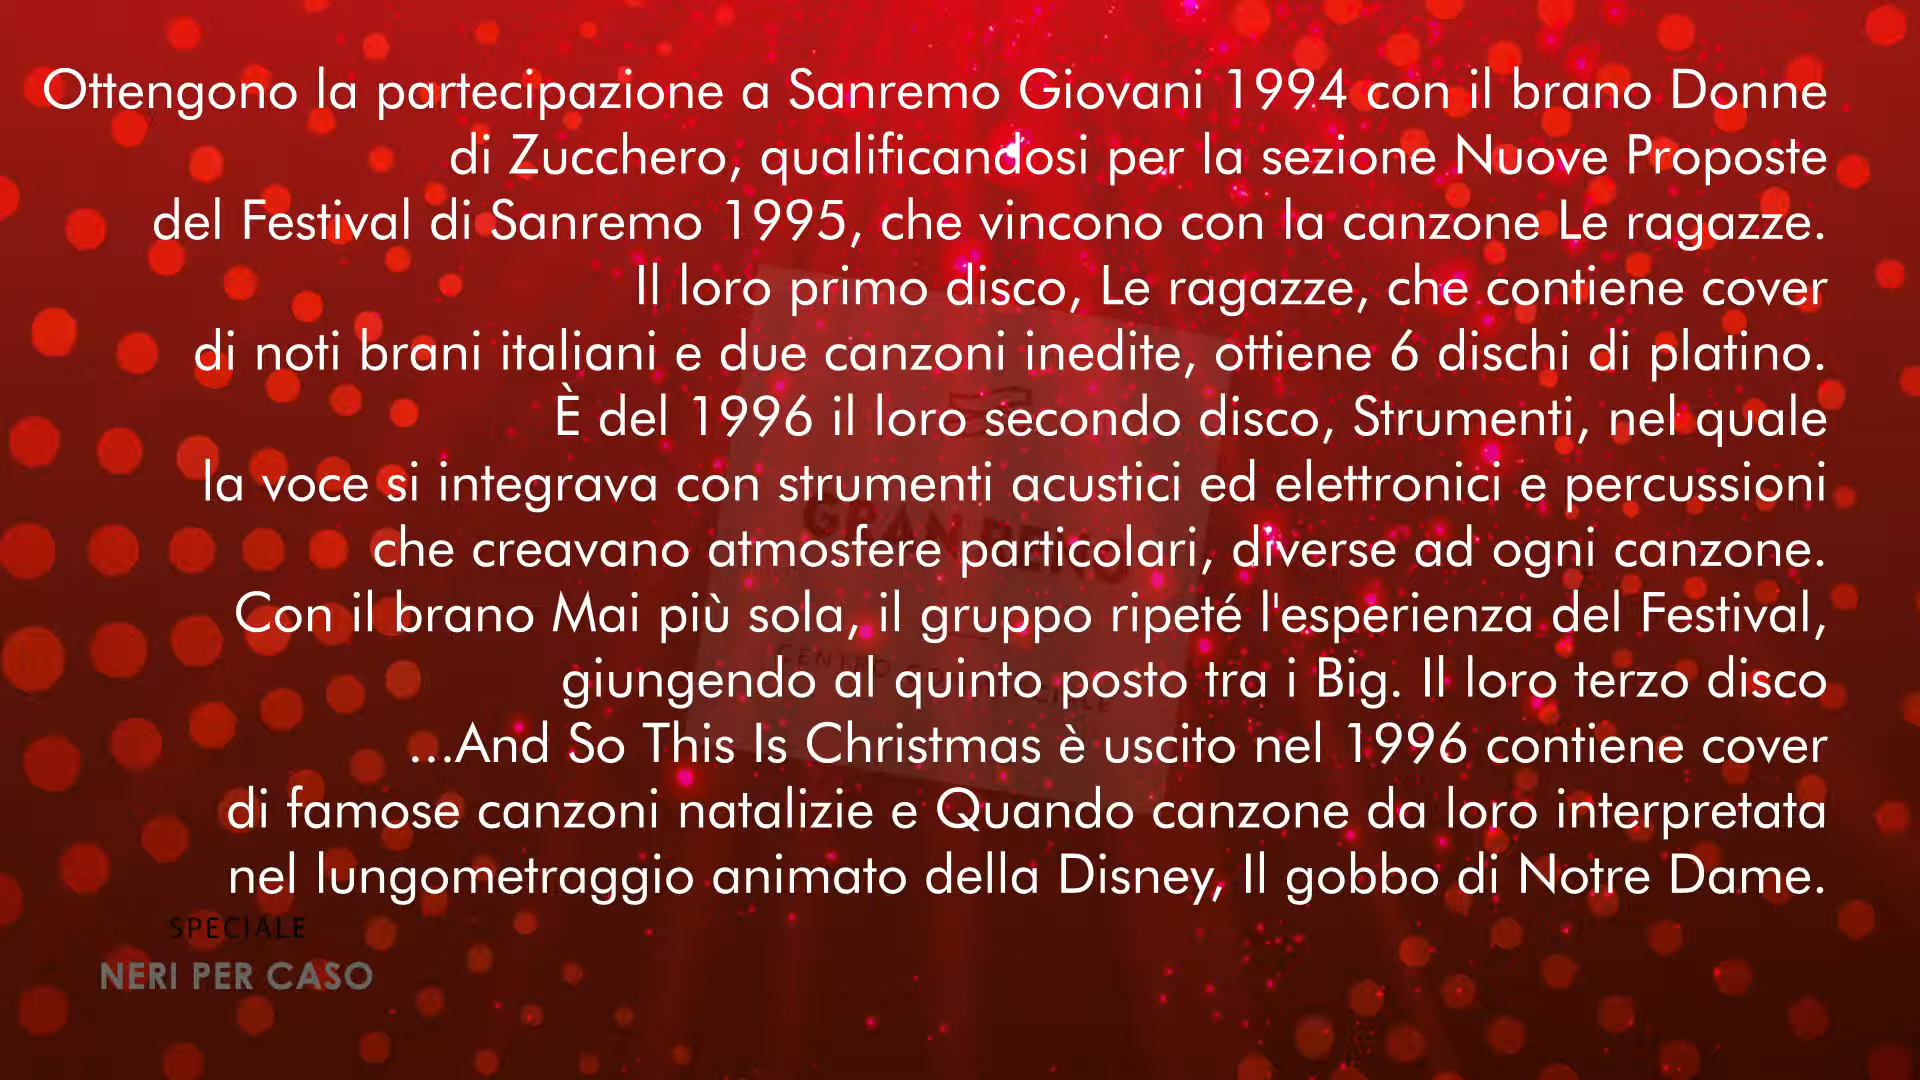 Ottengono la partecipazione a Sanremo Giovani 1994 con il brano Donne
di Zucchero, qualificandosi per la sezione Nuove Proposte
del Festival di Sanremo 1995, che vincono con la canzone Le ragazze.
Il loro primo disco, Le ragazze, che contiene cover
di noti brani italiani e due canzoni inedite, ottiene 6 dischi di platino.
È del 1996 il loro secondo disco, Strumenti, nel quale
la voce si integrava con strumenti acustici ed elettronici e percussioni
GRAN RENO
che creavano atmosfere particolari, diverse ad ogni canzone.
Con il brano Mai più sola, il gruppo ripeté l'esperienza del Festival,
CENTRO COMMERCIALE
giungendo al quinto posto tra i Big. Il loro terzo disco
...And So This Is Christmas è uscito nel 1996 contiene cover
di famose canzoni natalizie e Quando canzone da loro interpretata
nel lungometraggio animato della Disney, Il gobbo di Notre Dame.
SPECIALE
NERI PER CASO